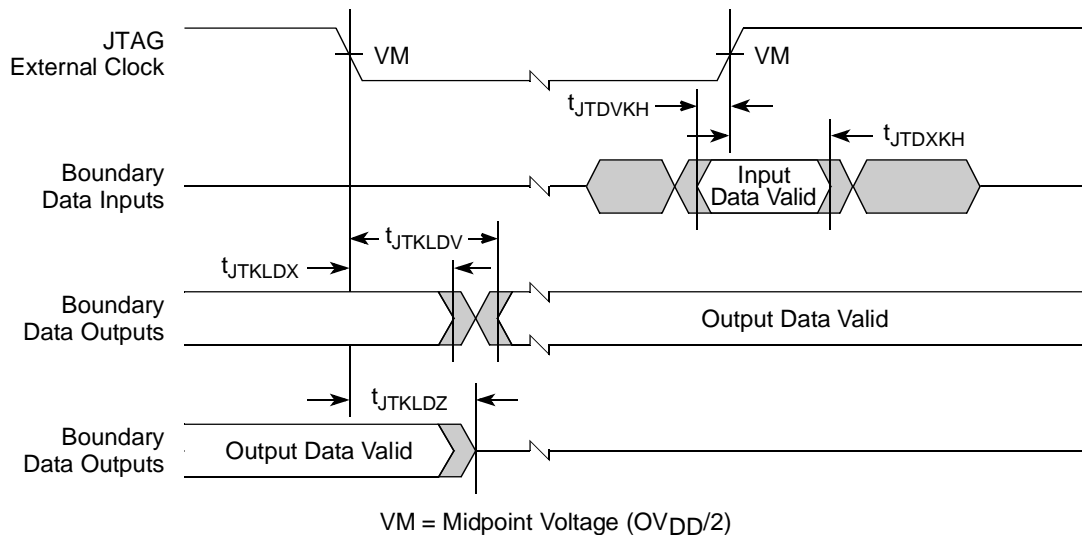 JTAG
External Clock
VM
VM
tJTDVKH
tJTDXKH
Boundary
Data Inputs
Input
Data Valid
tJTKLDV
tJTKLDX
Boundary
Data Outputs
Output Data Valid
tJTKLDZ
Boundary
Data Outputs
Output Data Valid
VM = Midpoint Voltage (OVDD/2)